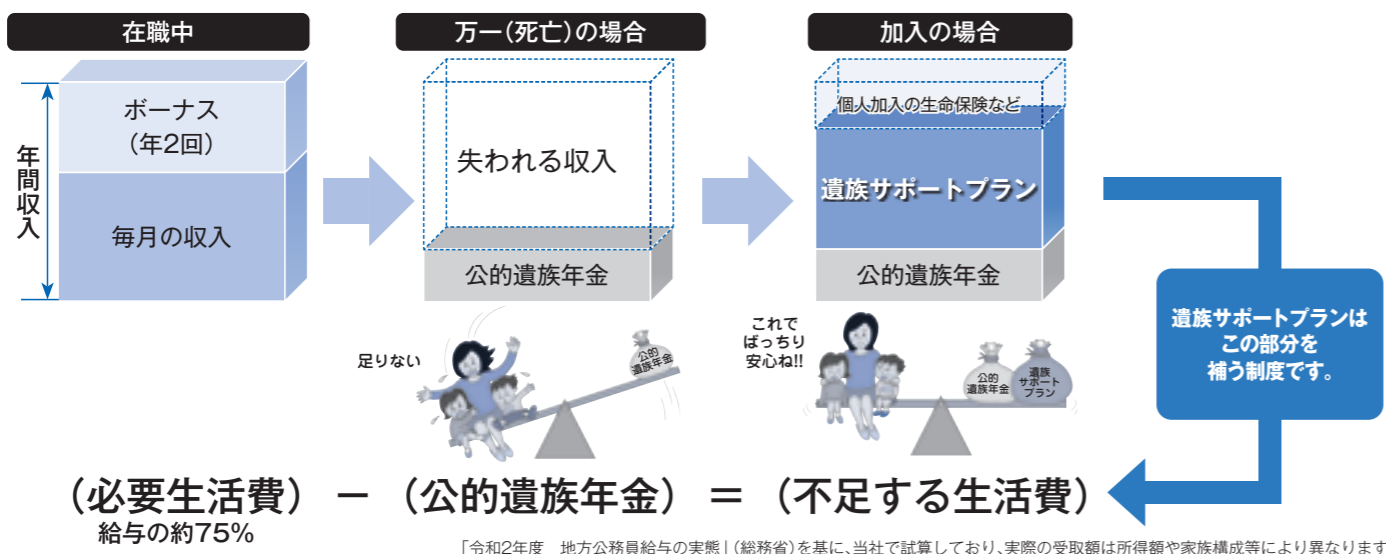 在職中
年間収入
ボーナス
（年2回）
毎月の収入
万一（死亡）の場合
失われる収入
公的遺族年金
足りない
公的
遺族年金
加入の場合
個人加入の生命保険など
遺族サポートプラン
公的遺族年金
これで
ばっちり
安心ね!!
公的
遺族年金
遺族
サポート
プラン
遺族サポートプランは
この部分を
補う制度です。
（必要生活費） － （公的遺族年金） ＝ （不足する生活費）
給与の約75%
「令和2年度 地方公務員給与の実態」（総務省）を基に、当社で試算しており、実際の受取額は所得額や家族構成等により異なります